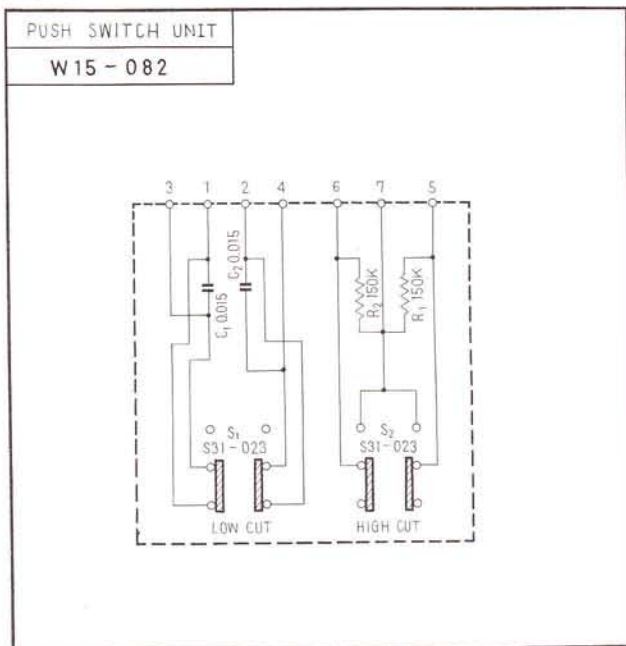 PUSH SWITCH UNIT
W15-082
3 1 2 4 6 7 5
C1 0.015
C2 0.015
R2 150K
R1 150K
S1
S31-023
S2
S31-023
LOW CUT
HIGH CUT